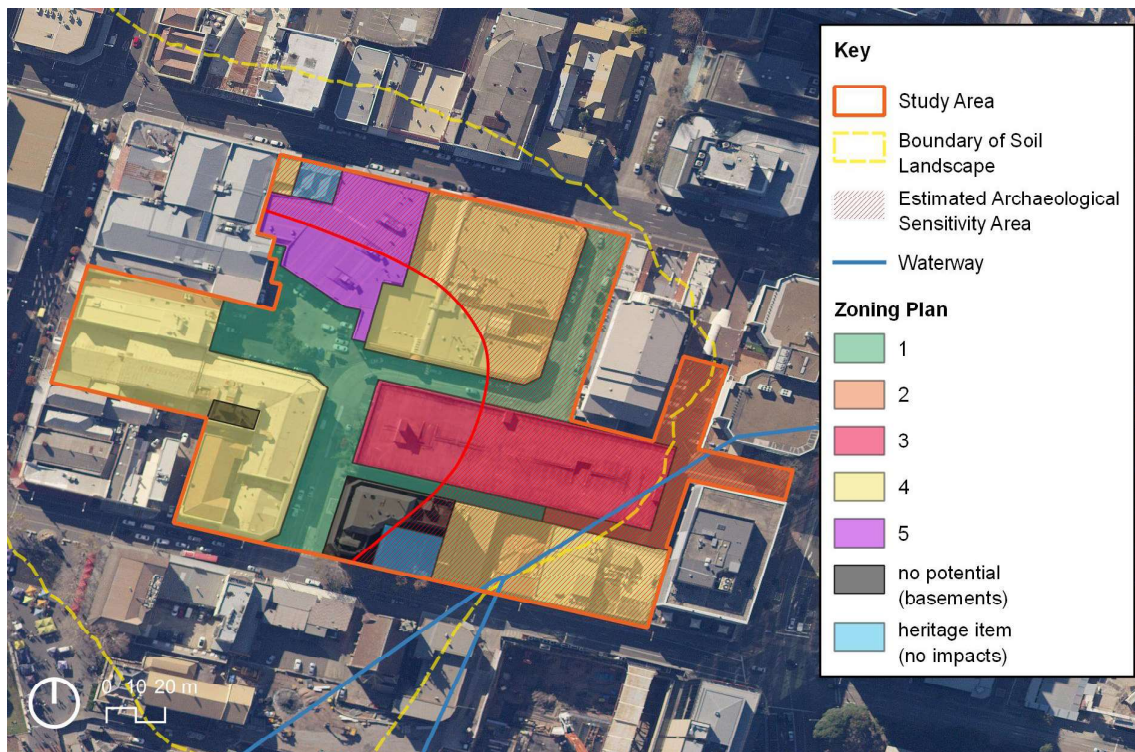 Key
Study Area
Boundary of Soil
Landscape
Estimated Archaeological
Sensitivity Area
Waterway
Zoning Plan
1
2
3
4
5
no potential
(basements)
heritage item
(no impacts)
0 10 20 m